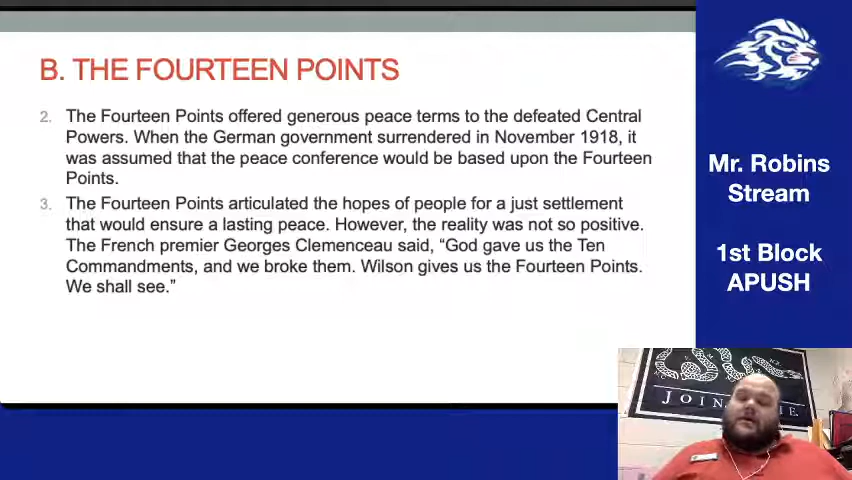 B. THE FOURTEEN POINTS
2. The Fourteen Points offered generous peace terms to the defeated Central
Powers. When the German government surrendered in November 1918, it
was assumed that the peace conference would be based upon the Fourteen
Points.
3. The Fourteen Points articulated the hopes of people for a just settlement
that would ensure a lasting peace. However, the reality was not so positive.
The French premier Georges Clemenceau said, “God gave us the Ten
Commandments, and we broke them. Wilson gives us the Fourteen Points.
We shall see.”
Mr. Robins
Stream
1st Block
APUSH
JOIN
IE.